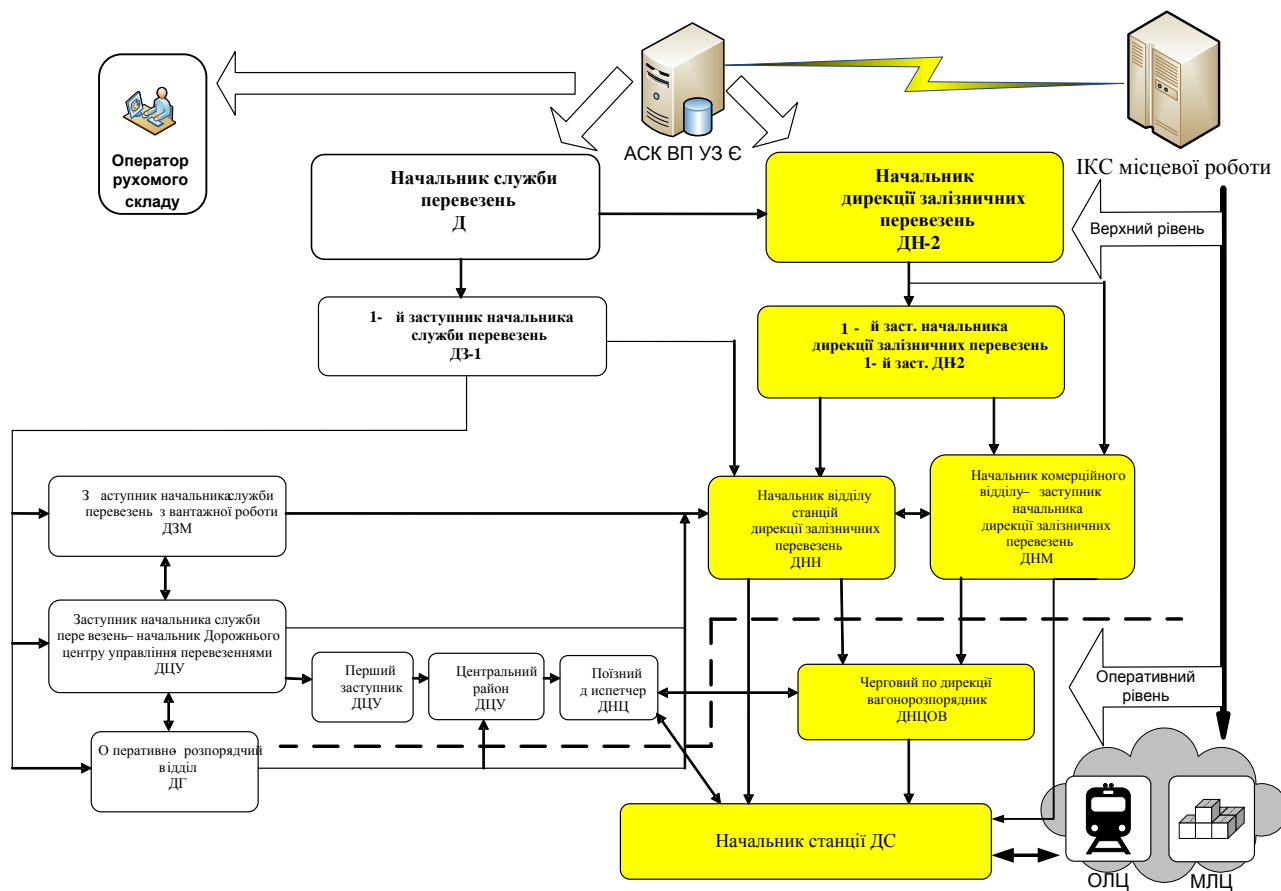 Оператор
рухомого
складу
АСК ВП УЗ Є
ІКС місцевої роботи
Начальник служби
перевезень
Д
Начальник
дирекції залізничних
перевезень
ДН-2
Верхний рівень
1- й заступник начальника
служби перевезень
ДЗ-1
1 - й заст. начальника
дирекції залізничних перевезень
1- й заст. ДН-2
З аступник начальника служби
перевезень з вантажної роботи
ДЗМ
Начальник відділу
станцій
дирекції залізничних
перевезень
ДНН
Начальник комерційного
відділу– заступник
начальника
дирекції залізничних
перевезень
ДНМ
Заступник начальника служби
пере везень– начальник Дорожнього
центру управління перевезеннями
ДЦУ
Перший
заступник
ДЦУ
Центральний
район
ДЦУ
Поїзний
д испетчер
ДНЦ
Черговий по дирекції
вагонорозпорядник
ДНЦОВ
Оперативний
рівень
О перативно розпорядчий
відділ
ДГ
Начальник станції ДС
ОЛЦ
МЛЦ